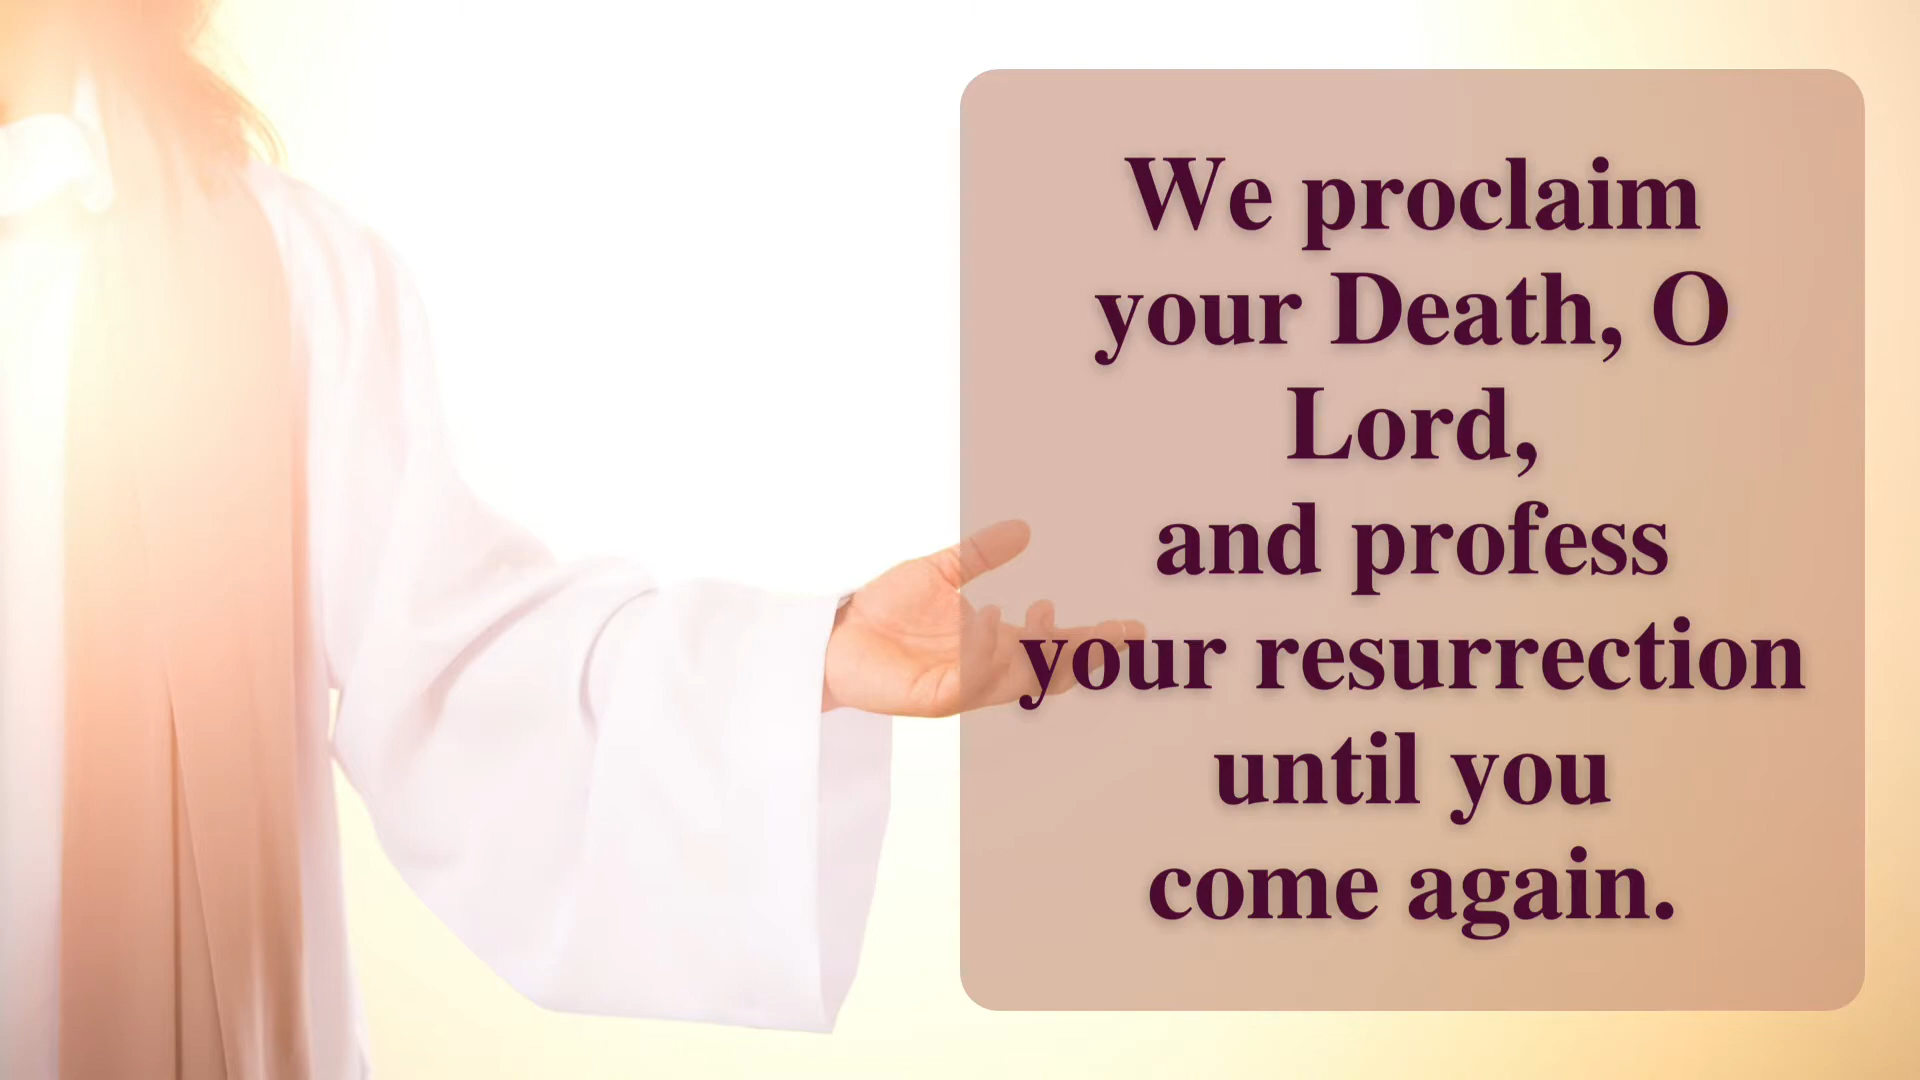 We proclaim
your Death, O
Lord,
and profess
your resurrection
until you
come again.